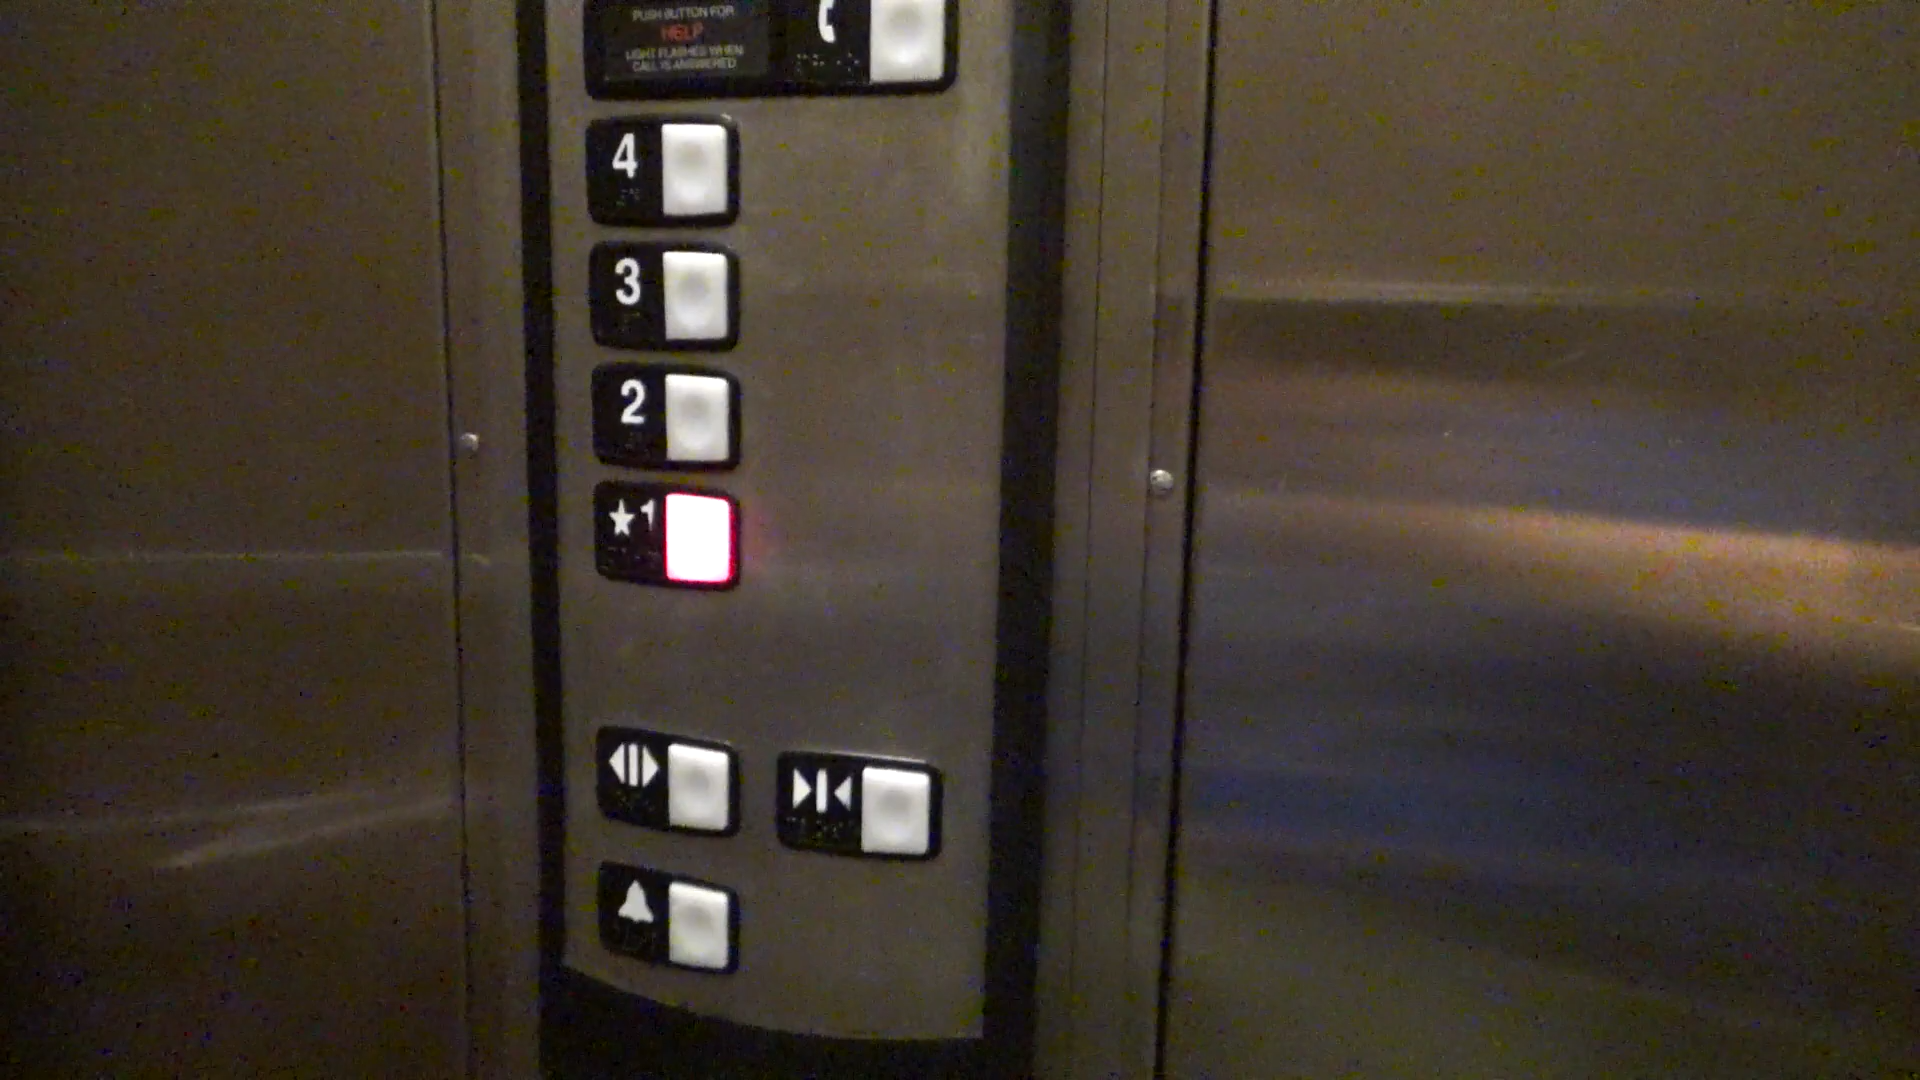 PUSH BUTTON FOR
HELP
LIGHT FLASHES WHEN
CALL IS ANSWERED
4
3
2
★1